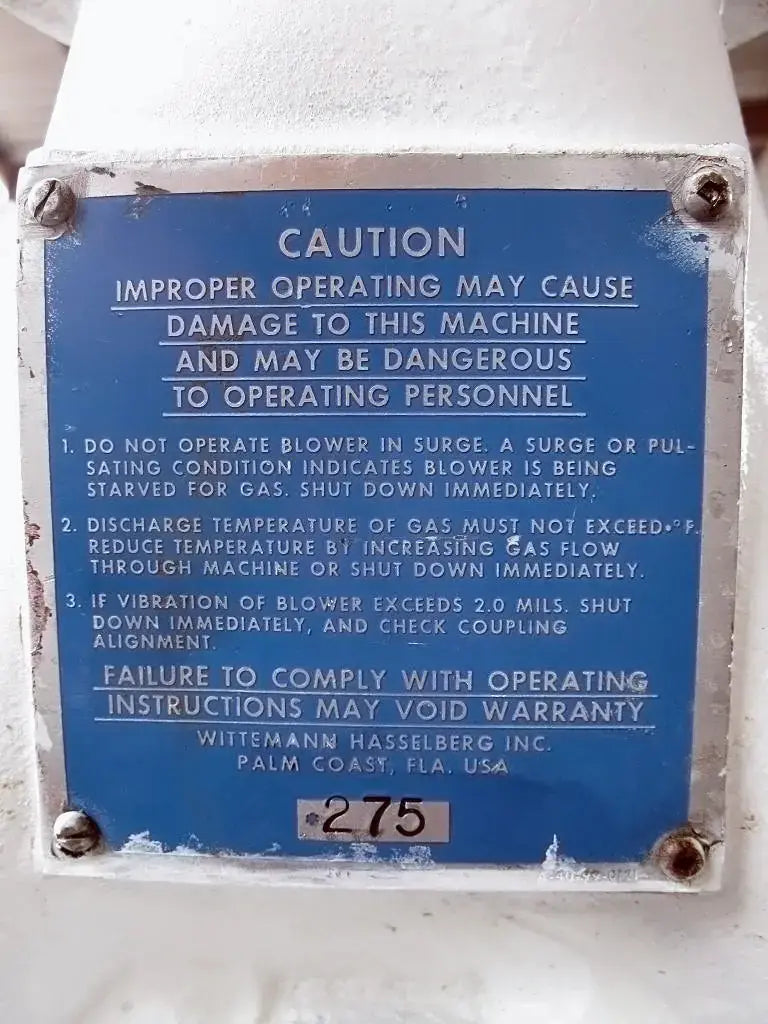 CAUTION
IMPROPER OPERATING MAY CAUSE
DAMAGE TO THIS MACHINE
AND MAY BE DANGEROUS
TO OPERATING PERSONNEL
1. DO NOT OPERATE BLOWER IN SURGE. A SURGE OR PUL-
SATING CONDITION INDICATES BLOWER IS BEING
STARVED FOR GAS. SHUT DOWN IMMEDIATELY.
2. DISCHARGE TEMPERATURE OF GAS MUST NOT EXCEED•°F.
REDUCE TEMPERATURE BY INCREASING GAS FLOW
THROUGH MACHINE OR SHUT DOWN IMMEDIATELY.
3. IF VIBRATION OF BLOWER EXCEEDS 2.0 MILS. SHUT
DOWN IMMEDIATELY, AND CHECK COUPLING
ALIGNMENT.
FAILURE TO COMPLY WITH OPERATING
INSTRUCTIONS MAY VOID WARRANTY
WITTEMANN HASSELBERG INC.
PALM COAST, FLA. USA
•275